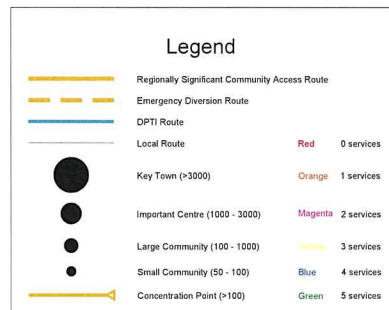 Legend
Regionally Significant Community Access Route
Emergency Diversion Route
DPTI Route
Local Route Red 0 services
Key Town (>3000) Orange 1 services
Important Centre (1000 - 3000) Magenta 2 services
Large Community (100 - 1000) Yellow 3 services
Small Community (50 - 100) Blue 4 services
Concentration Point (>100) Green 5 services